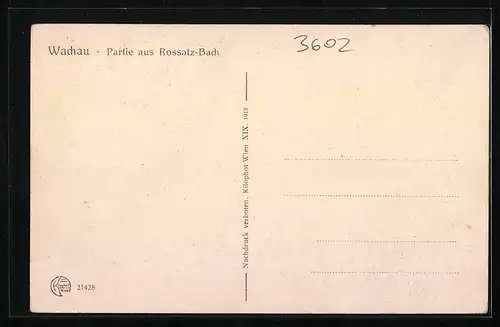 Wachau - Partie aus Rossatz-Bach
3602
Nachdruck verboten. Kilophot Wien XIX. 1913
21428